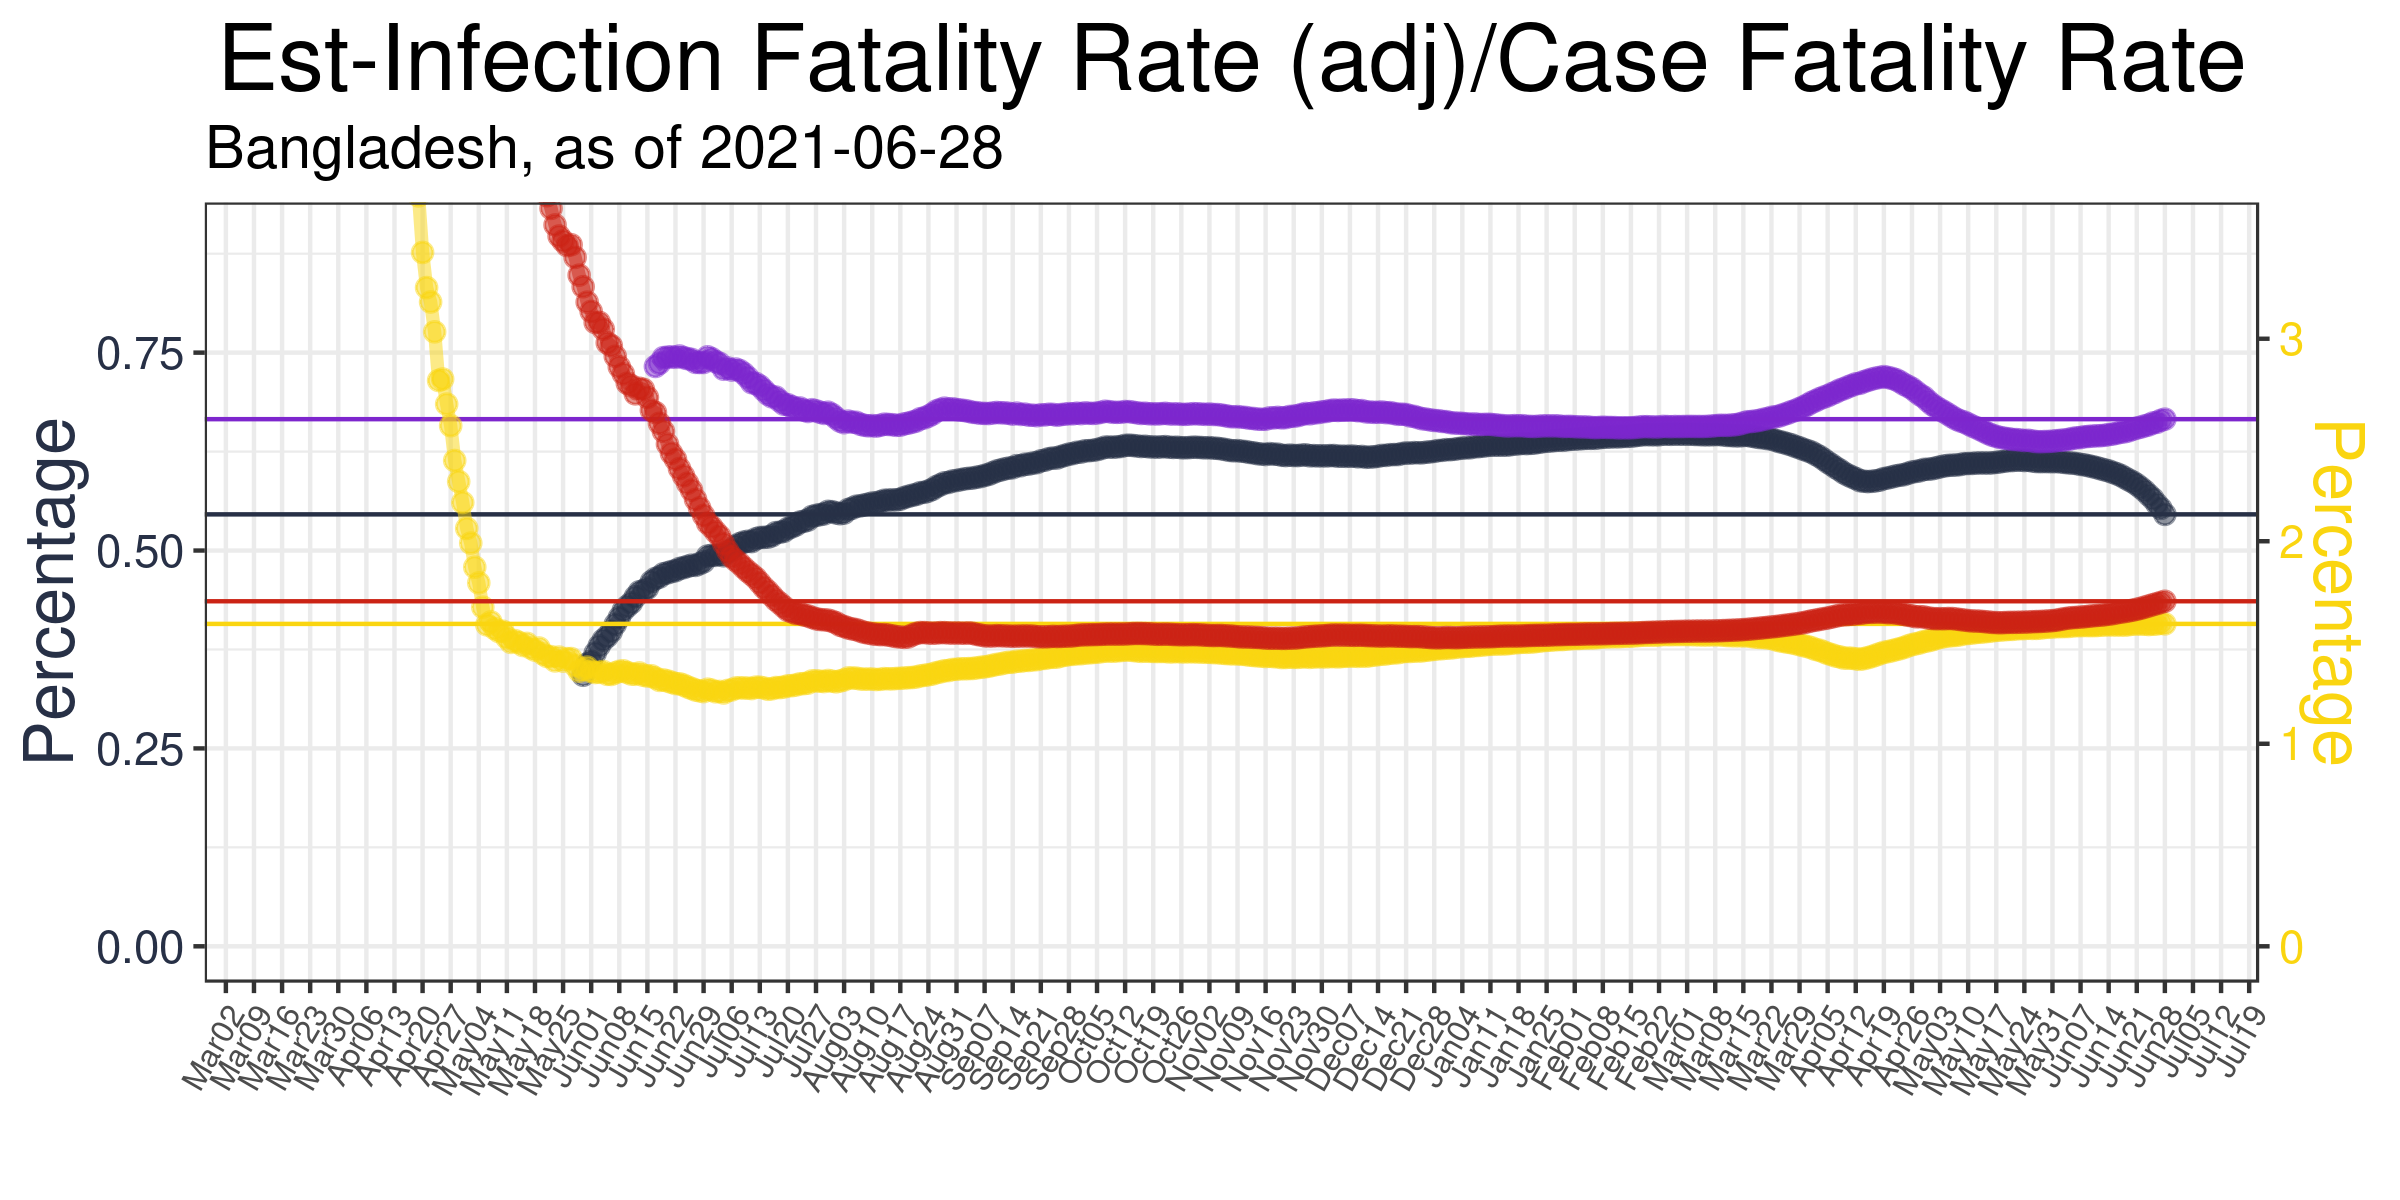 Est-Infection Fatality Rate (adj)/Case Fatality Rate
Bangladesh, as of 2021-06-28
Percentage
0.75
0.50
0.25
0.00
3
2
1
0
Percentage
Mar02 Mar09 Mar16 Mar23 Mar30 Apr06 Apr13 Apr20 Apr27 May04 May11 May18 May25 Jun01 Jun08 Jun15 Jun22 Jun29 Jul06 Jul13 Jul20 Jul27 Aug03 Aug10 Aug17 Aug24 Aug31 Sep07 Sep14 Sep21 Sep28 Oct05 Oct12 Oct19 Oct26 Nov02 Nov09 Nov16 Nov23 Nov30 Dec07 Dec14 Dec21 Dec28 Jan04 Jan11 Jan18 Jan25 Feb01 Feb08 Feb15 Feb22 Mar01 Mar08 Mar15 Mar22 Mar29 Apr05 Apr12 Apr19 Apr26 May03 May10 May17 May24 May31 Jun07 Jun14 Jun21 Jun28 Jul05 Jul12 Jul19